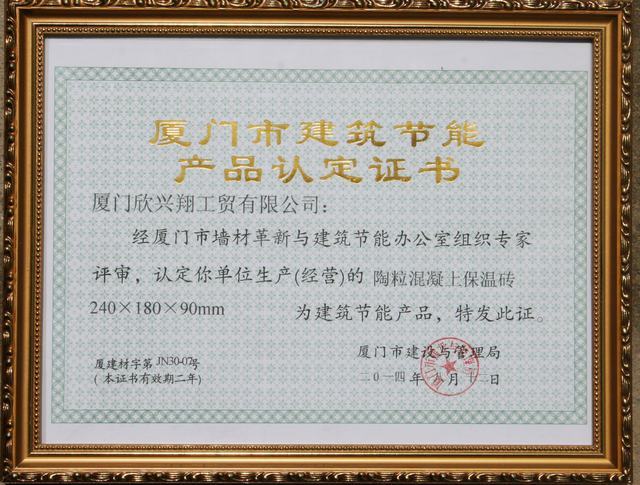 厦门市建筑节能
产品认定证书
厦门欣兴翔工贸有限公司：
经厦门市墙材革新与建筑节能办公室组织专家
评审，认定你单位生产(经营)的 陶粒混凝土保温砖
240×180×90mm 为建筑节能产品，特发此证。
厦建材字第 JN30-07号
（本证书有效期二年）
厦门市建设与管理局
二〇一四年 月十二日